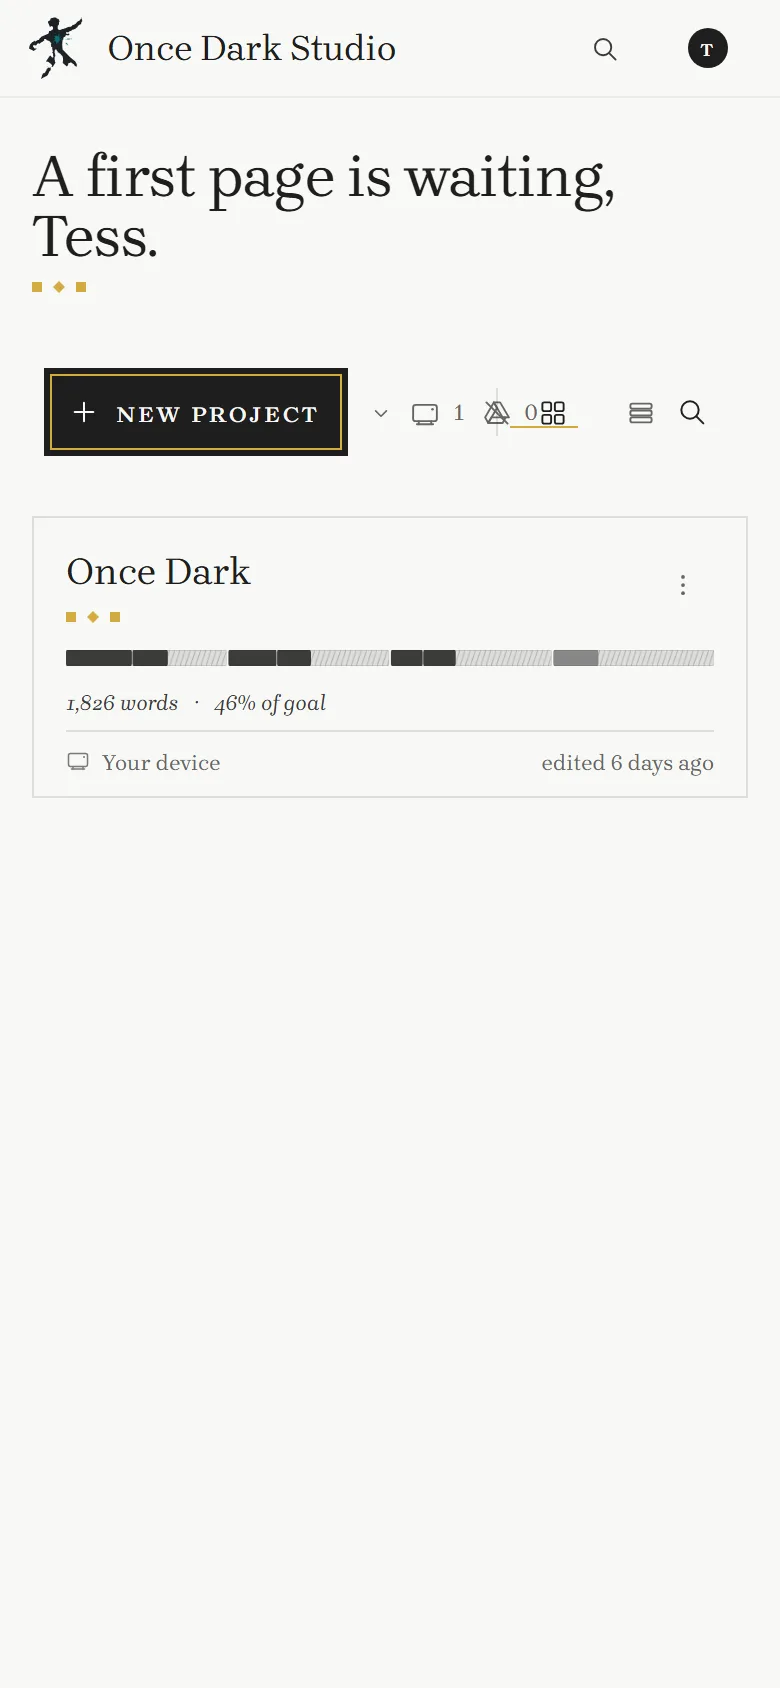 Once Dark Studio
T
A first page is waiting,
Tess.
NEW PROJECT
1
0
Once Dark
1,826 words · 46% of goal
Your device
edited 6 days ago